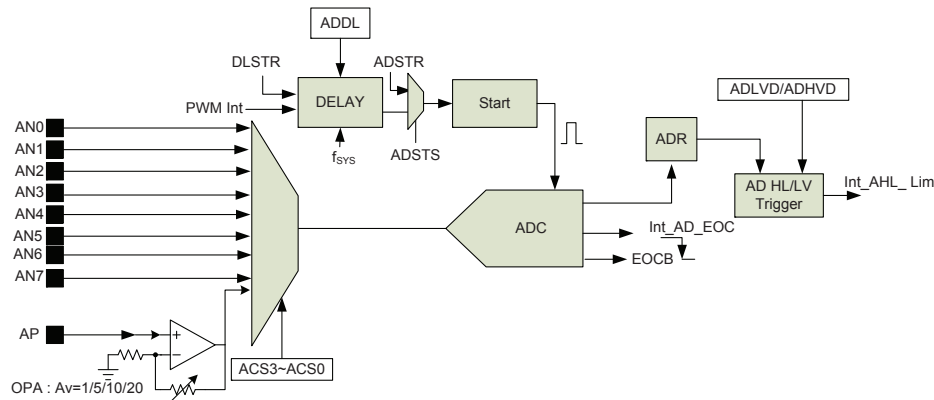 ADDL
DLSTR
ADSTR
DELAY
Start
PWM Int
fSYS
ADSTS
ADLVD/ADHVD
ADR
AD HL/LV
Trigger
Int_AHL_ Lim
AN0
AN1
AN2
AN3
AN4
AN5
AN6
AN7
ADC
Int_AD_EOC
EOCB
AP
+
−
ACS3~ACS0
OPA : Av=1/5/10/20